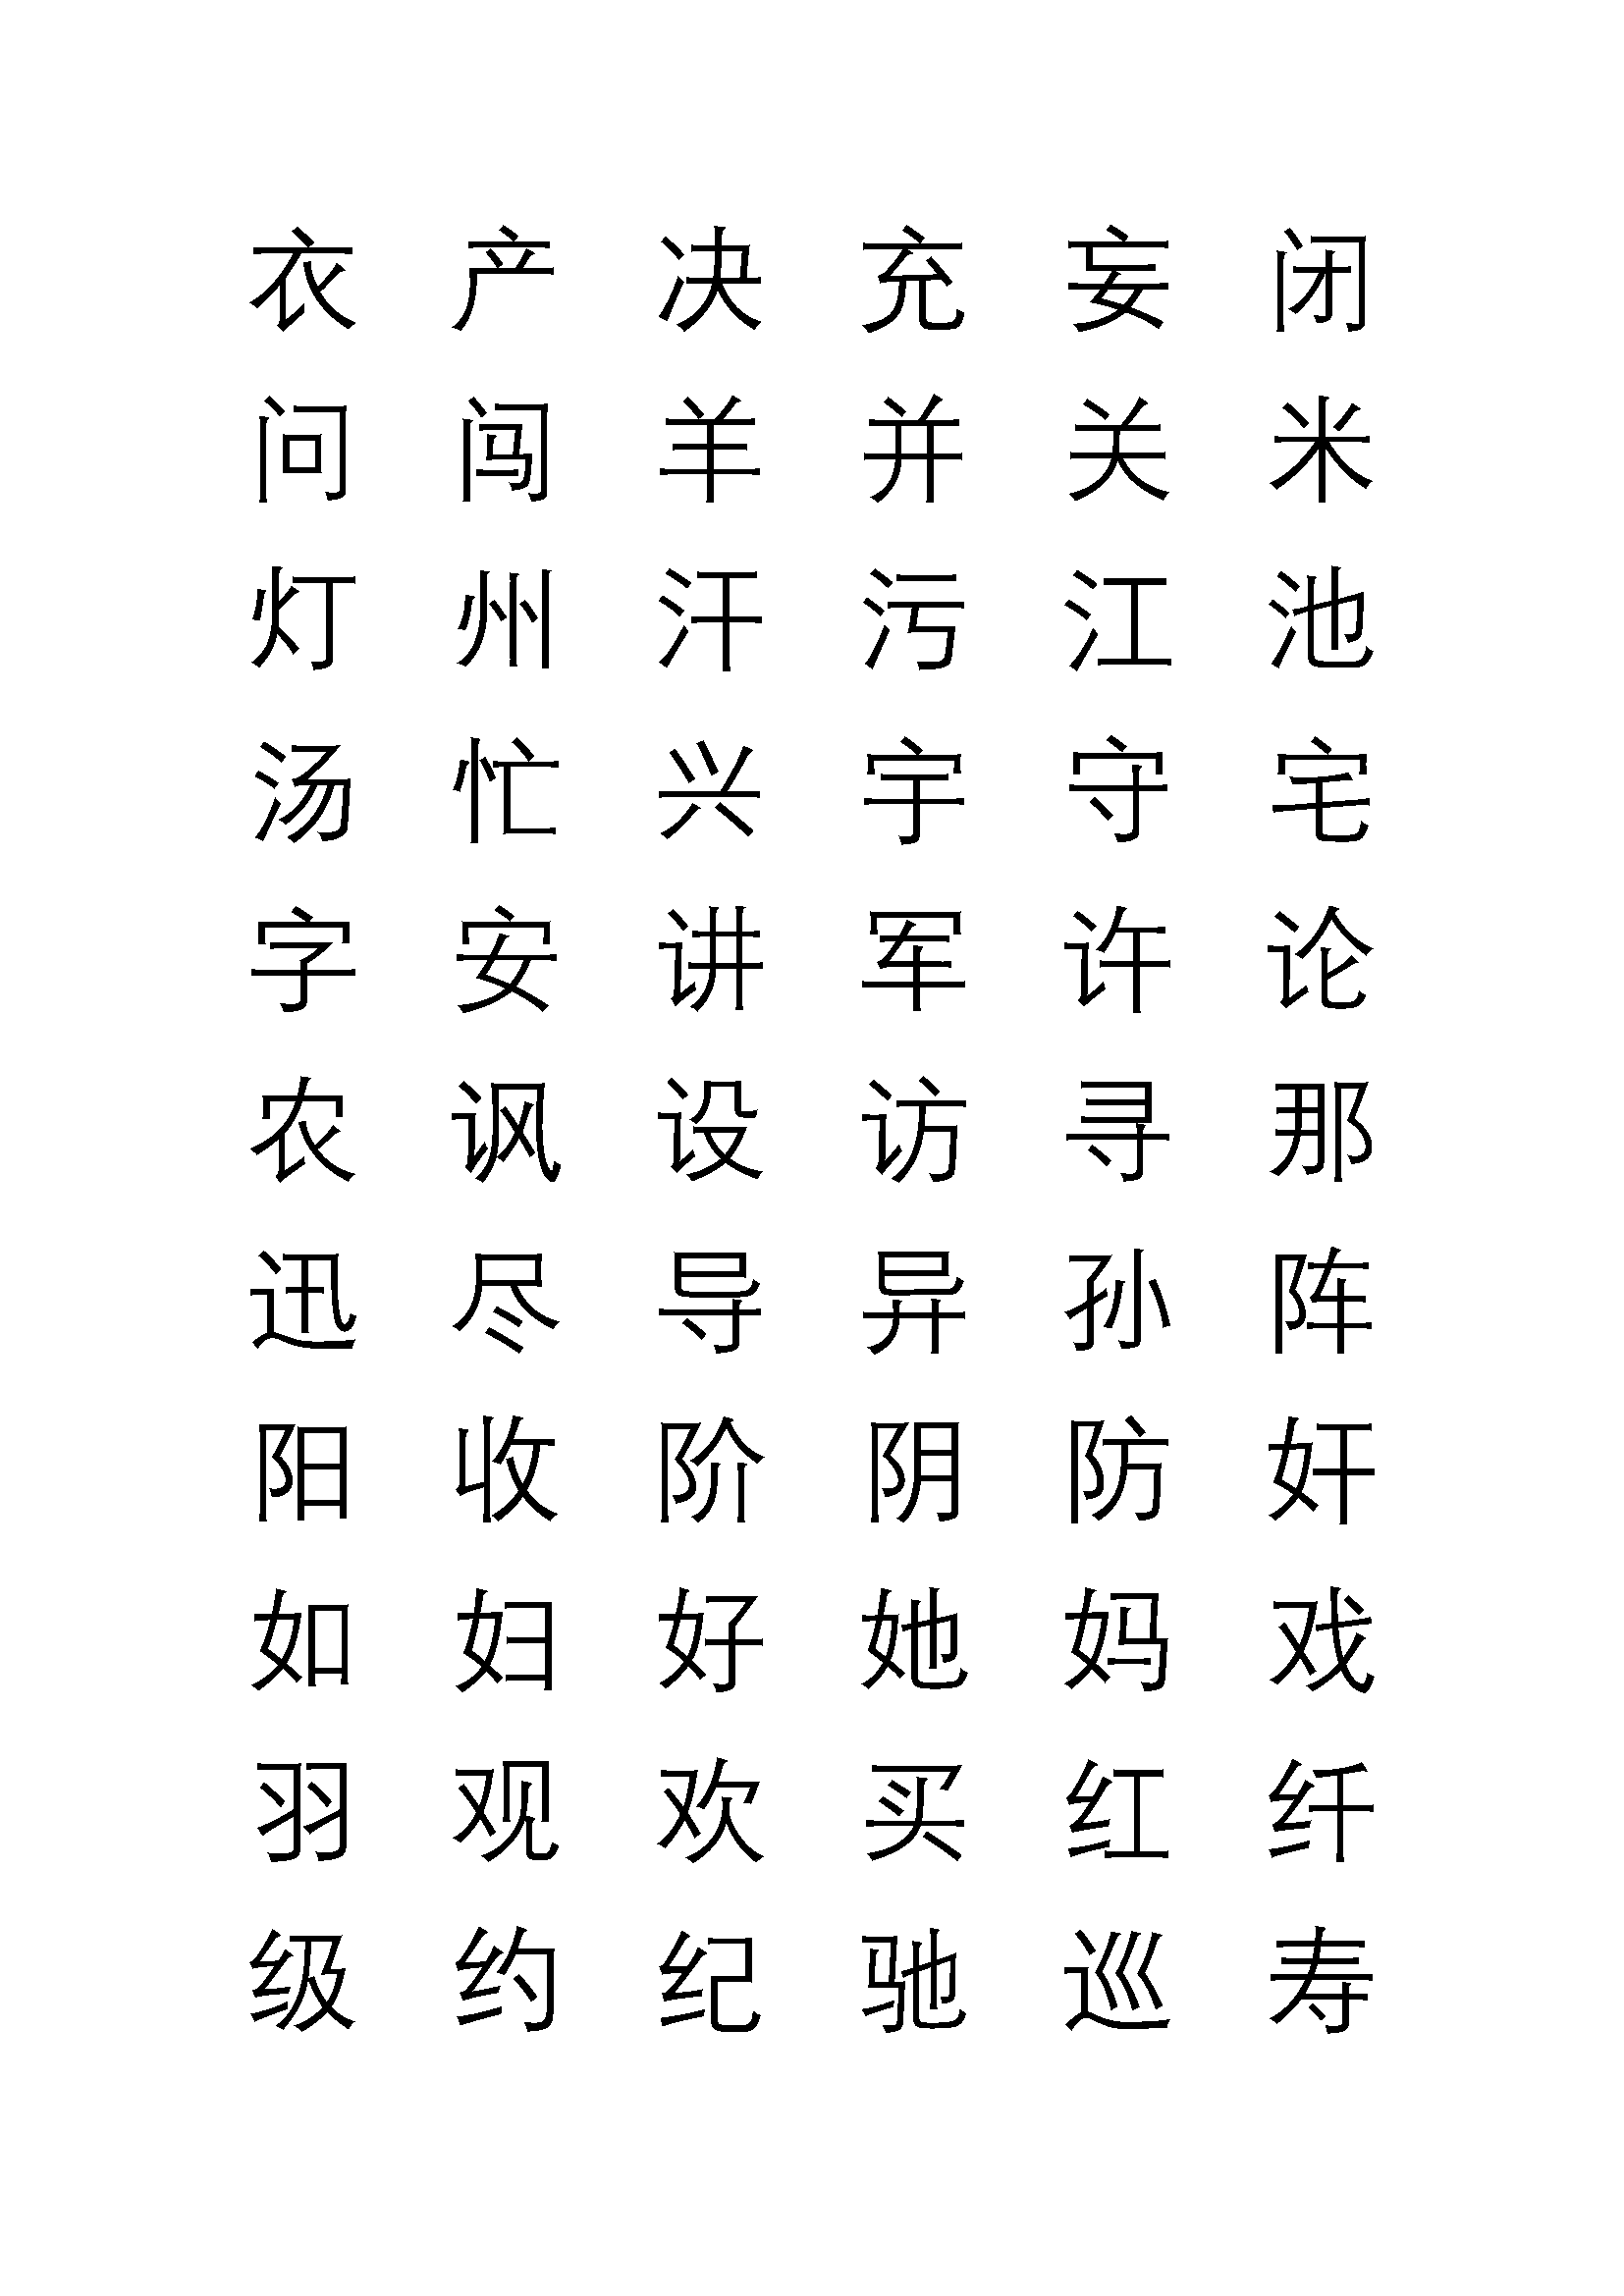 衣 产 决 充 妄 闭
问 闯 羊 并 关 米
灯 州 汗 污 江 池
汤 忙 兴 宇 守 宅
字 安 讲 军 许 论
农 讽 设 访 寻 那
迅 尽 导 异 孙 阵
阳 收 阶 阴 防 奸
如 妇 好 她 妈 戏
羽 观 欢 买 红 纤
级 约 纪 驰 巡 寿